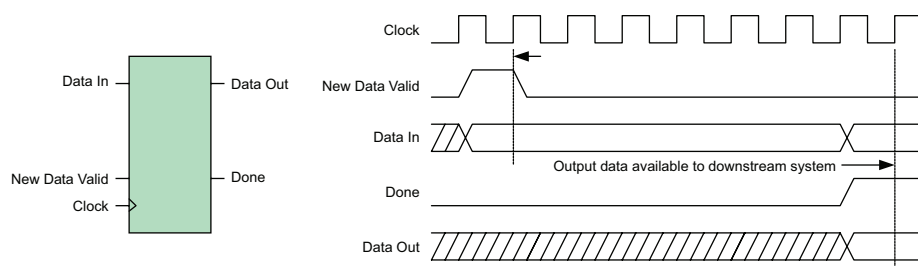 Data In
Data Out
New Data Valid
Done
Clock
Clock
New Data Valid
Data In
Output data available to downstream system
Done
Data Out